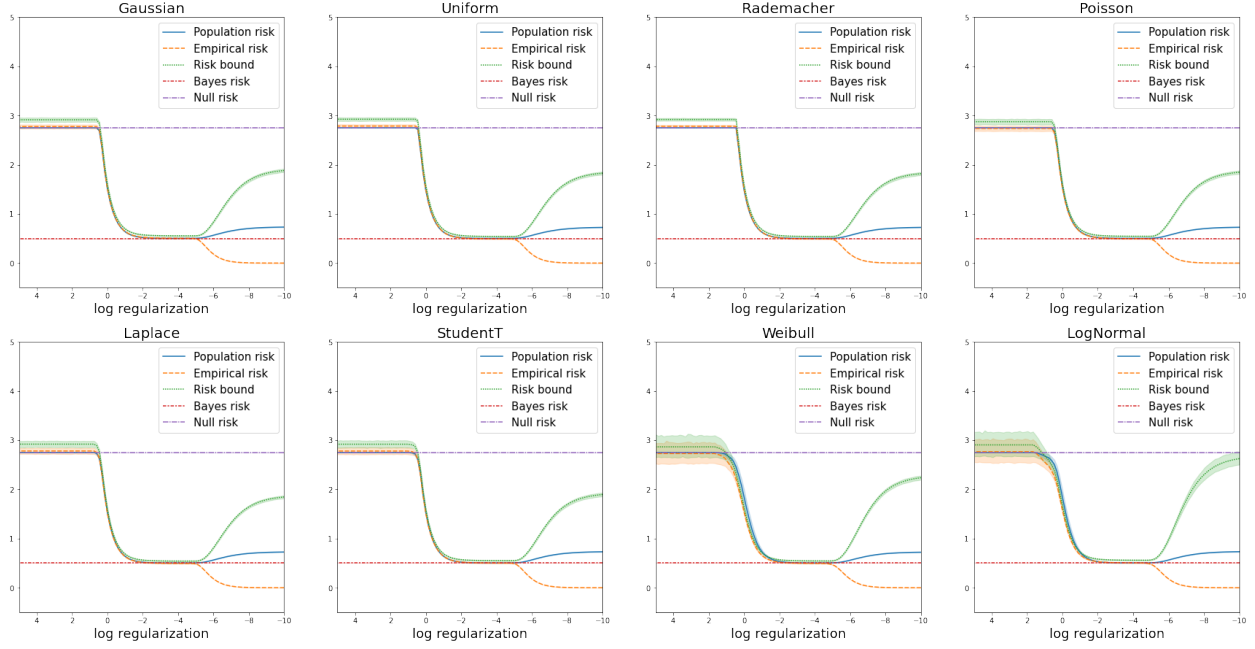 Gaussian
5
4
3
2
1
0
4
2
0
−2
−4
−6
−8
−10
log regularization
Population risk
Empirical risk
Risk bound
Bayes risk
Null risk
Uniform
5
4
3
2
1
0
4
2
0
−2
−4
−6
−8
−10
log regularization
Population risk
Empirical risk
Risk bound
Bayes risk
Null risk
Rademacher
5
4
3
2
1
0
4
2
0
−2
−4
−6
−8
−10
log regularization
Population risk
Empirical risk
Risk bound
Bayes risk
Null risk
Poisson
5
4
3
2
1
0
4
2
0
−2
−4
−6
−8
−10
log regularization
Population risk
Empirical risk
Risk bound
Bayes risk
Null risk
Laplace
5
4
3
2
1
0
4
2
0
−2
−4
−6
−8
−10
log regularization
Population risk
Empirical risk
Risk bound
Bayes risk
Null risk
StudentT
5
4
3
2
1
0
4
2
0
−2
−4
−6
−8
−10
log regularization
Population risk
Empirical risk
Risk bound
Bayes risk
Null risk
Weibull
5
4
3
2
1
0
4
2
0
−2
−4
−6
−8
−10
log regularization
Population risk
Empirical risk
Risk bound
Bayes risk
Null risk
LogNormal
5
4
3
2
1
0
4
2
0
−2
−4
−6
−8
−10
log regularization
Population risk
Empirical risk
Risk bound
Bayes risk
Null risk